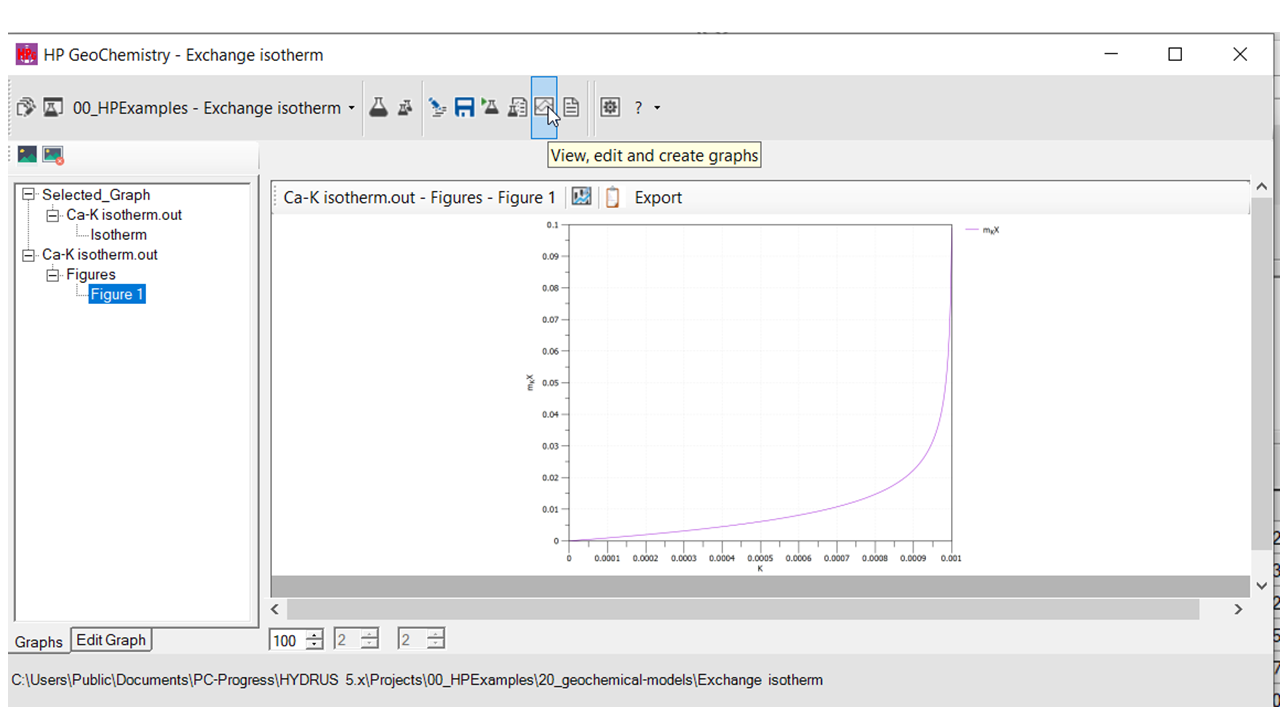 HP GeoChemistry - Exchange isotherm
00_HPExamples - Exchange isotherm
?
View, edit and create graphs
Selected_Graph
Ca-K isotherm.out
Isotherm
Ca-K isotherm.out
Figures
Figure 1
Ca-K isotherm.out - Figures - Figure 1
Export
0.1
0.09
0.08
0.07
0.06
0.05
0.04
0.03
0.02
0.01
0
mKX
0 0.0001 0.0002 0.0003 0.0004 0.0005 0.0006 0.0007 0.0008 0.0009 0.001
K
mKX
Graphs
Edit Graph
100
2
2
C:\Users\Public\Documents\PC-Progress\HYDRUS 5.x\Projects\00_HPExamples\20_geochemical-models\Exchange isotherm